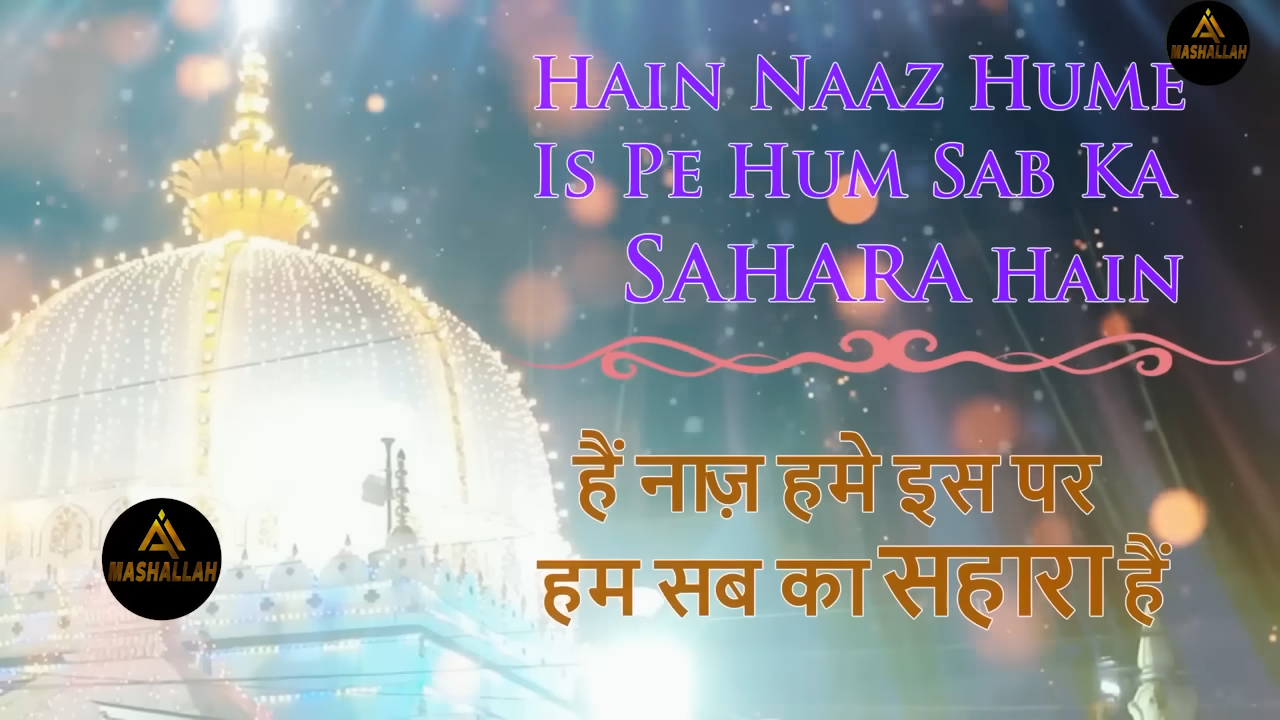 MASHALLAH
HAIN NAAZ HUME
IS PE HUM SAB KA
SAHARA HAIN
हैं नाज़ हमे इस पर
हम सब का सहारा हैं
MASHALLAH